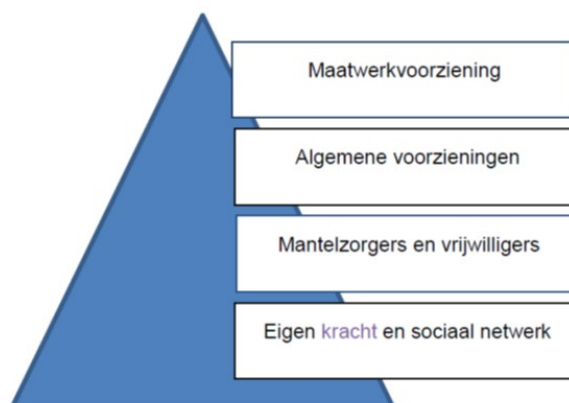 Maatwerkvoorziening
Algemene voorzieningen
Mantelzorgers en vrijwilligers
Eigen kracht en sociaal netwerk